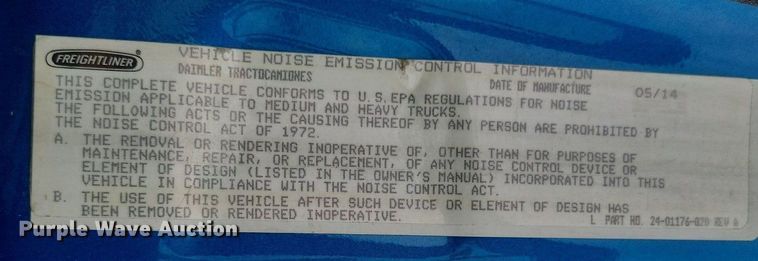 FREIGHTLINER
VEHICLE NOISE EMISSION CONTROL INFORMATION
DAIMLER TRACTOCAMIONES
DATE OF MANUFACTURE 05/14
THIS COMPLETE VEHICLE CONFORMS TO U.S.EPA REGULATIONS FOR NOISE
EMISSION APPLICABLE TO MEDIUM AND HEAVY TRUCKS.
THE FOLLOWING ACTS OR THE CAUSING THEREOF BY ANY PERSON ARE PROHIBITED BY
THE NOISE CONTROL ACT OF 1972.
A. THE REMOVAL OR RENDERING INOPERATIVE OF, OTHER THAN FOR PURPOSES OF
MAINTENANCE, REPAIR, OR REPLACEMENT, OF ANY NOISE CONTROL DEVICE OR
ELEMENT OF DESIGN (LISTED IN THE OWNER'S MANUAL) INCORPORATED INTO THIS
VEHICLE IN COMPLIANCE WITH THE NOISE CONTROL ACT.
B. THE USE OF THIS VEHICLE AFTER SUCH DEVICE OR ELEMENT OF DESIGN HAS
BEEN REMOVED OR RENDERED INOPERATIVE.
L PART NO. 24-01176-020 REV A
Purple Wave Auction